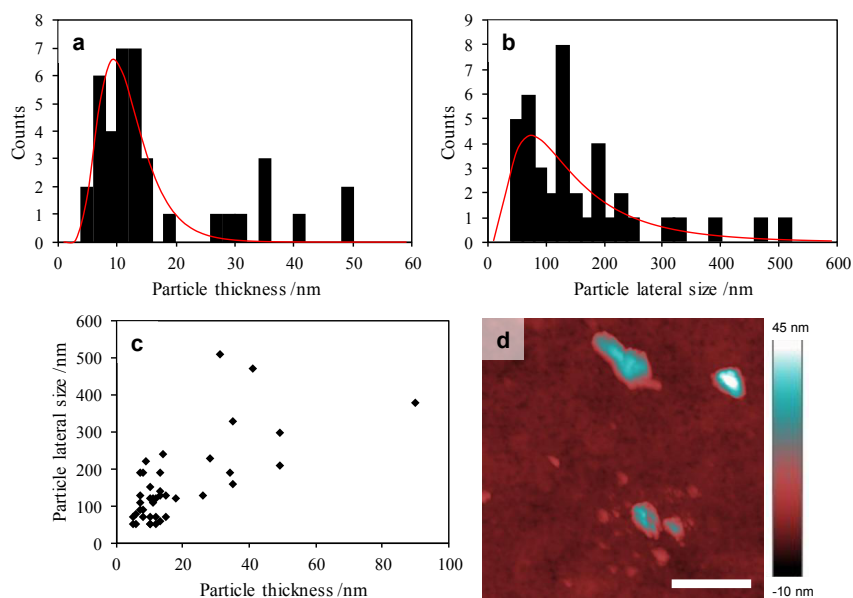 a
8
7
6
5
4
3
2
1
0
Counts
0 10 20 30 40 50 60
Particle thickness /nm
b
9
8
7
6
5
4
3
2
1
0
Counts
0 100 200 300 400 500 600
Particle lateral size /nm
c
600
500
400
300
200
100
0
Particle lateral size /nm
0 20 40 60 80 100
Particle thickness /nm
d
45 nm
-10 nm